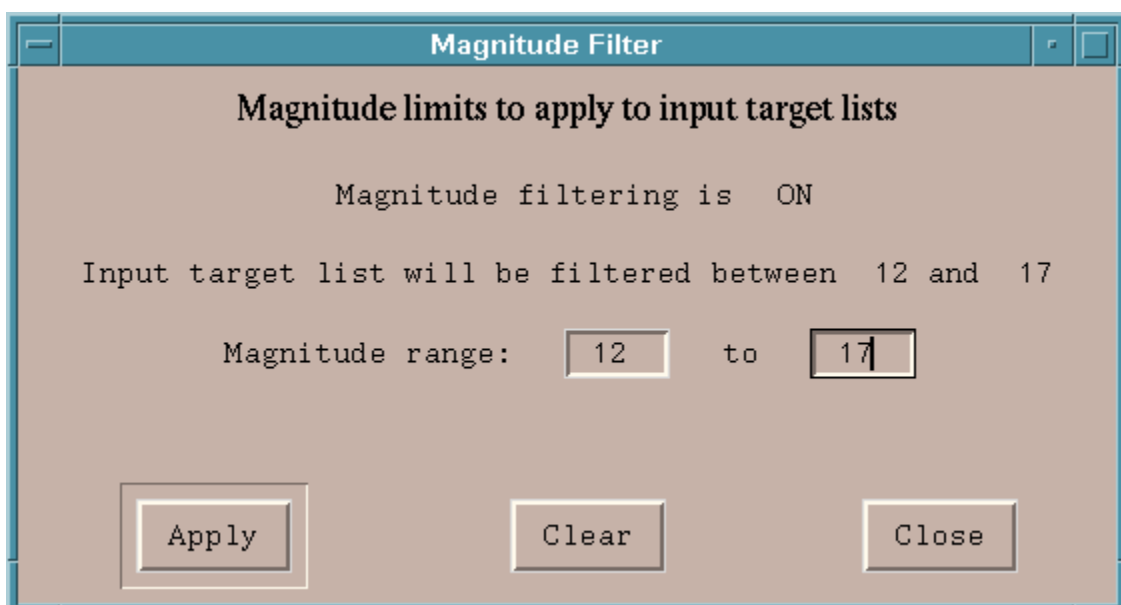 Magnitude Filter
Magnitude limits to apply to input target lists
Magnitude filtering is ON
Input target list will be filtered between 12 and 17
Magnitude range: 12 to 17
Apply Clear Close